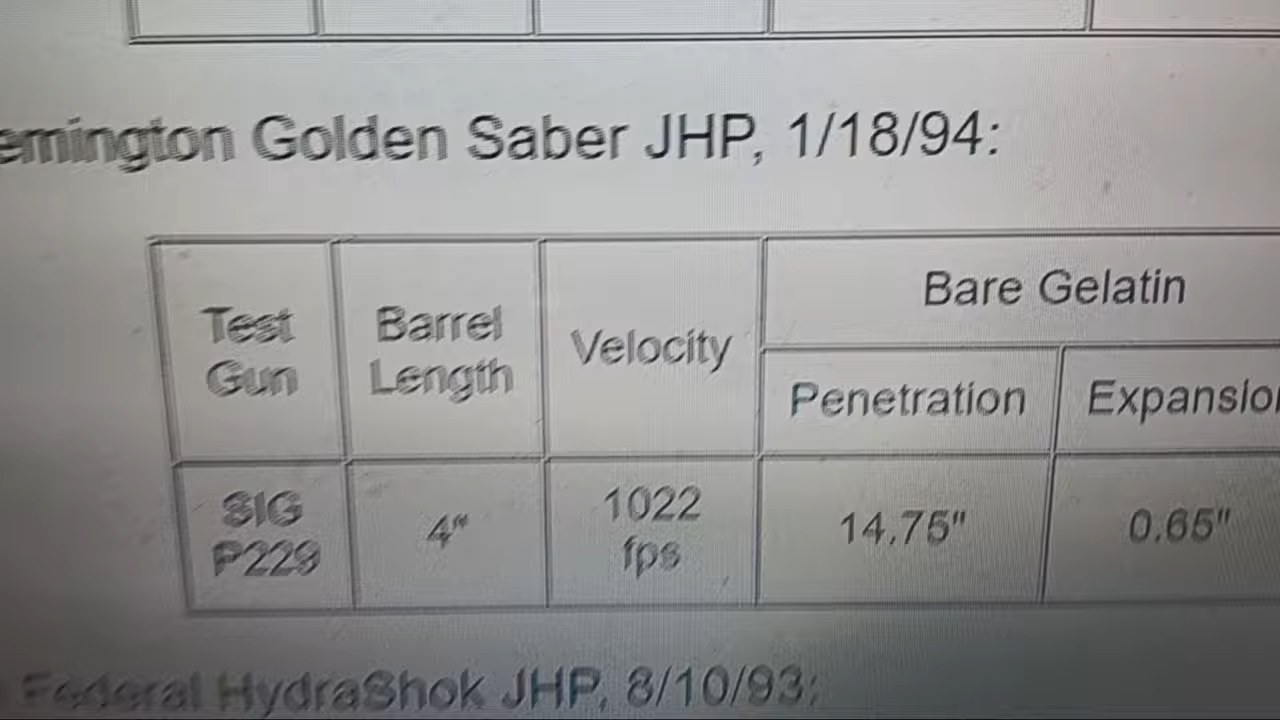 emington Golden Saber JHP, 1/18/94:
Test Gun
Barrel Length
Velocity
Bare Gelatin
Penetration
Expansion
SIG P229
4"
1022 fps
14.75"
0.65"
Federal HydraShok JHP, 8/10/93: